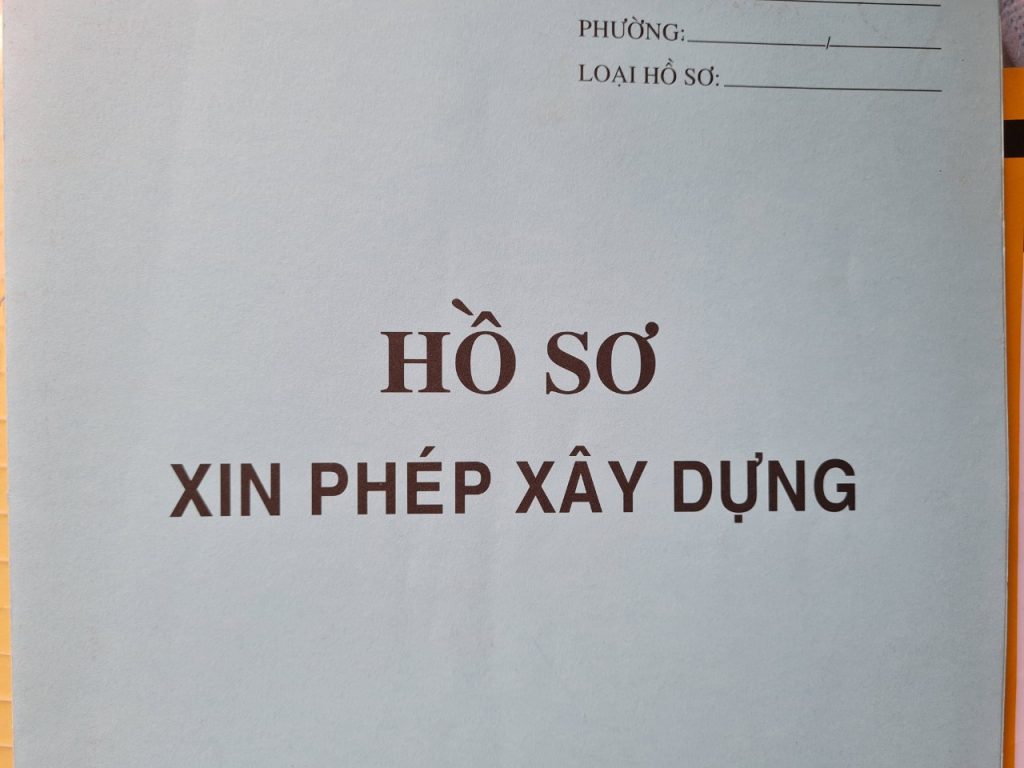 PHƯỜNG: /
LOẠI HỒ SƠ:
HỒ SƠ
XIN PHÉP XÂY DỰNG